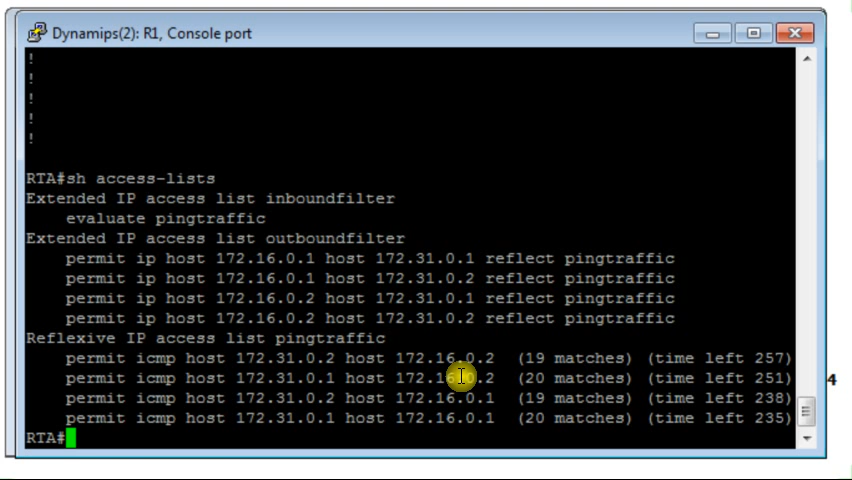 Dynamips(2): R1, Console port
!
!
!
!
!
RTA#sh access-lists
Extended IP access list inboundfilter
evaluate pingtraffic
Extended IP access list outboundfilter
permit ip host 172.16.0.1 host 172.31.0.1 reflect pingtraffic
permit ip host 172.16.0.1 host 172.31.0.2 reflect pingtraffic
permit ip host 172.16.0.2 host 172.31.0.1 reflect pingtraffic
permit ip host 172.16.0.2 host 172.31.0.2 reflect pingtraffic
Reflexive IP access list pingtraffic
permit icmp host 172.31.0.2 host 172.16.0.2 (19 matches) (time left 257)
permit icmp host 172.31.0.1 host 172.16.0.2 (20 matches) (time left 251)
permit icmp host 172.31.0.2 host 172.16.0.1 (19 matches) (time left 238)
permit icmp host 172.31.0.1 host 172.16.0.1 (20 matches) (time left 235)
RTA#
4